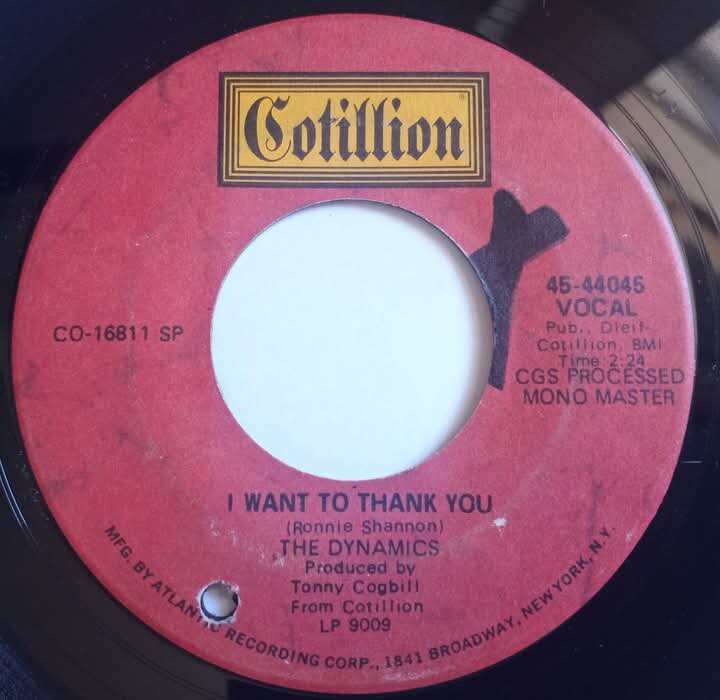 Cotillion
®
45-44045
VOCAL
Pub., Dleif-
Cotillion, BMI
Time: 2:24
CGS PROCESSED
MONO MASTER
CO-16811 SP
I WANT TO THANK YOU
(Ronnie Shannon)
THE DYNAMICS
Produced by
Tonny Cogbill
From Cotillion
LP 9009
MFG. BY ATLANTIC RECORDING CORP., 1841 BROADWAY, NEW YORK, N.Y.